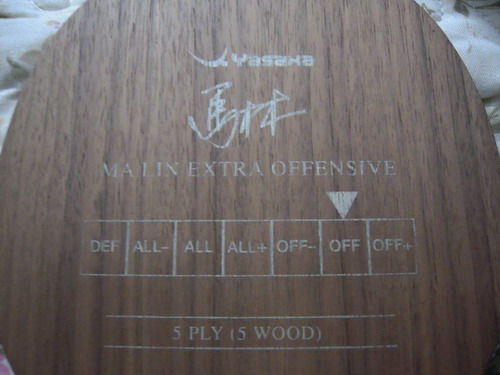 Yasaka
馬林
MA LIN EXTRA OFFENSIVE
DEF ALL- ALL ALL+ OFF- OFF OFF+
5 PLY (5 WOOD)